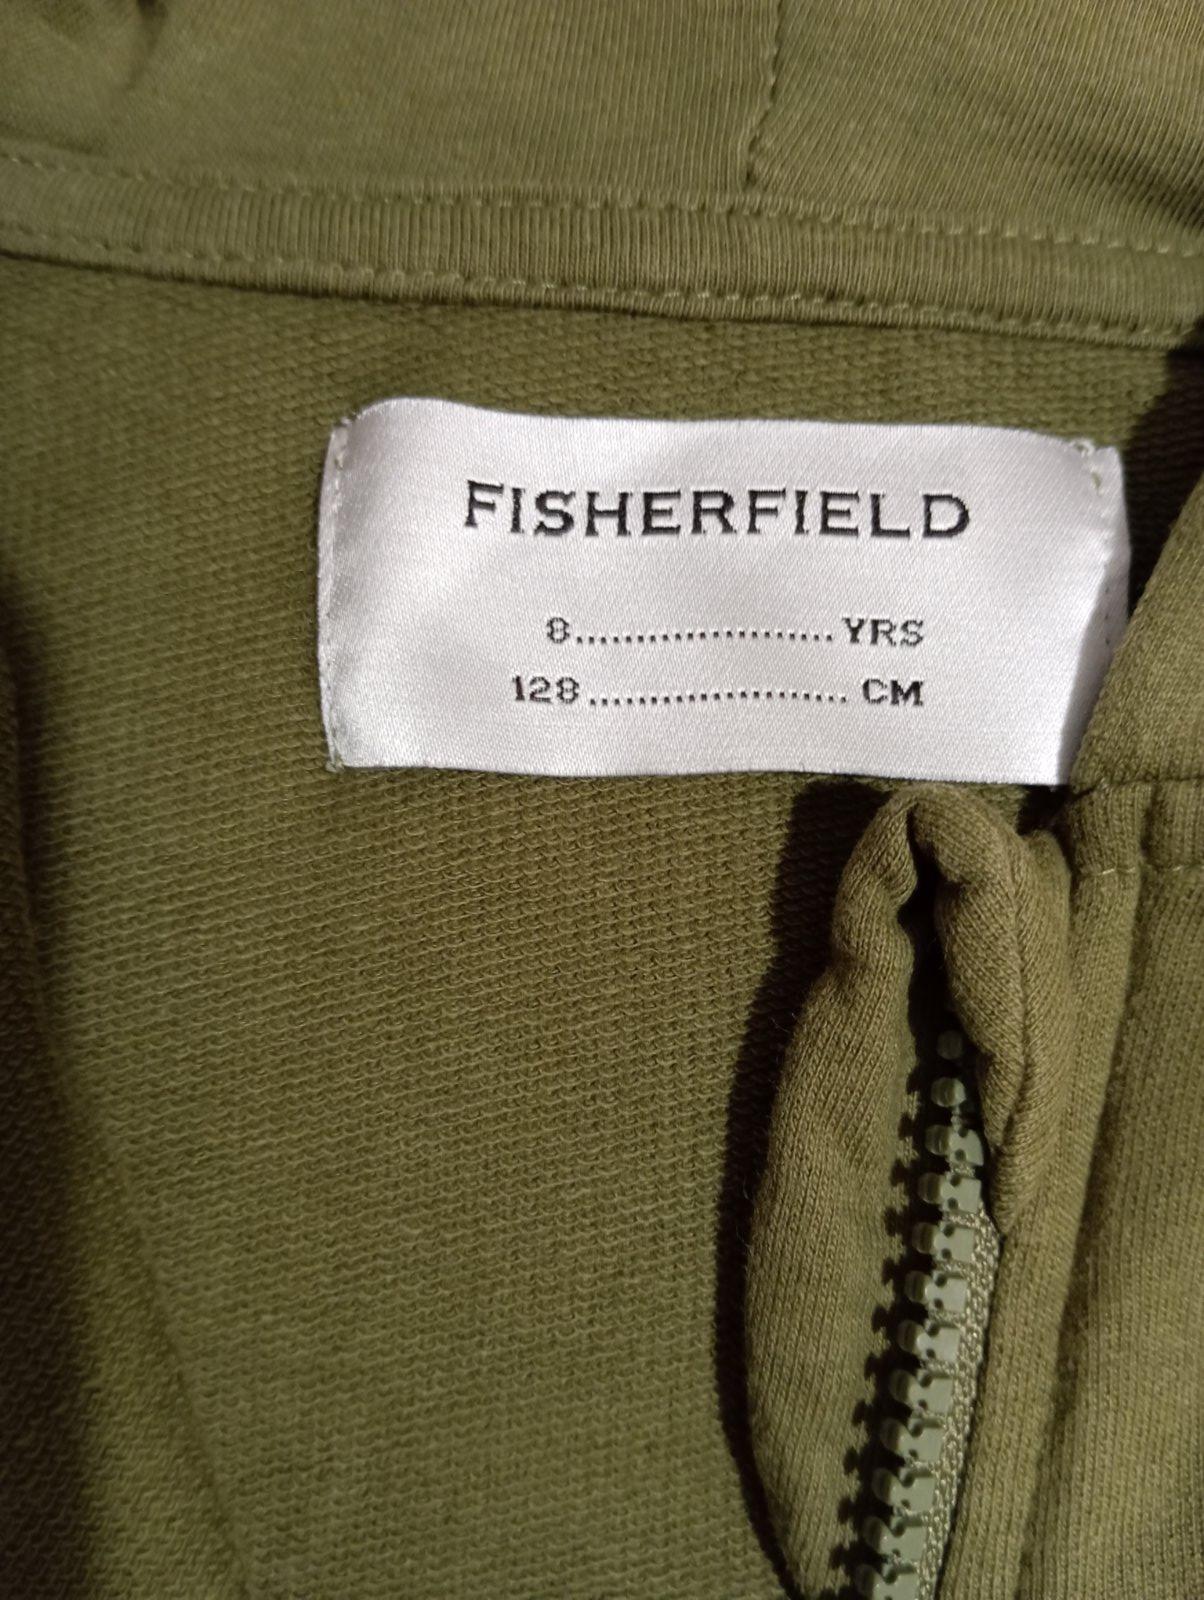 FISHERFIELD
8..................... YRS
128 ..................... CM